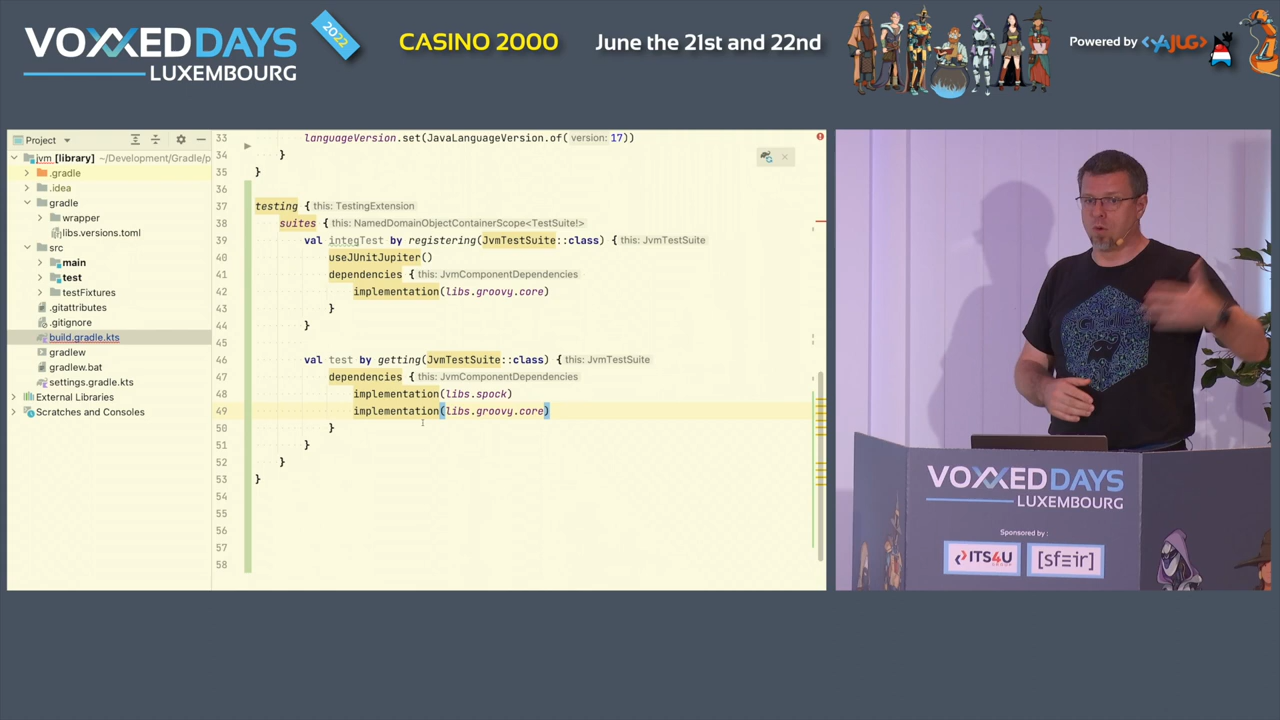 VOXXED DAYS
LUXEMBOURG
2022
CASINO 2000
June the 21st and 22nd
Powered by <YAJUG>
Project
jvm [library] ~/Development/Gradle/p
.gradle
.idea
gradle
wrapper
libs.versions.toml
src
main
test
testFixtures
.gitattributes
.gitignore
build.gradle.kts
gradlew
gradlew.bat
settings.gradle.kts
External Libraries
Scratches and Consoles
33 languageVersion.set(JavaLanguageVersion.of( version: 17))
34 }
35 }
36
37 testing { this: TestingExtension
38 suites { this: NamedDomainObjectContainerScope<TestSuite!>
39 val integTest by registering(JvmTestSuite::class) { this: JvmTestSuite
40 useJUnitJupiter()
41 dependencies { this: JvmComponentDependencies
42 implementation(libs.groovy.core)
43 }
44 }
45
46 val test by getting(JvmTestSuite::class) { this: JvmTestSuite
47 dependencies { this: JvmComponentDependencies
48 implementation(libs.spock)
49 implementation(libs.groovy.core)
50 }
51 }
52 }
53 }
54
55
56
57
58
VOXXED DAYS
LUXEMBOURG
Sponsored by :
ITS4U
[sfeir]